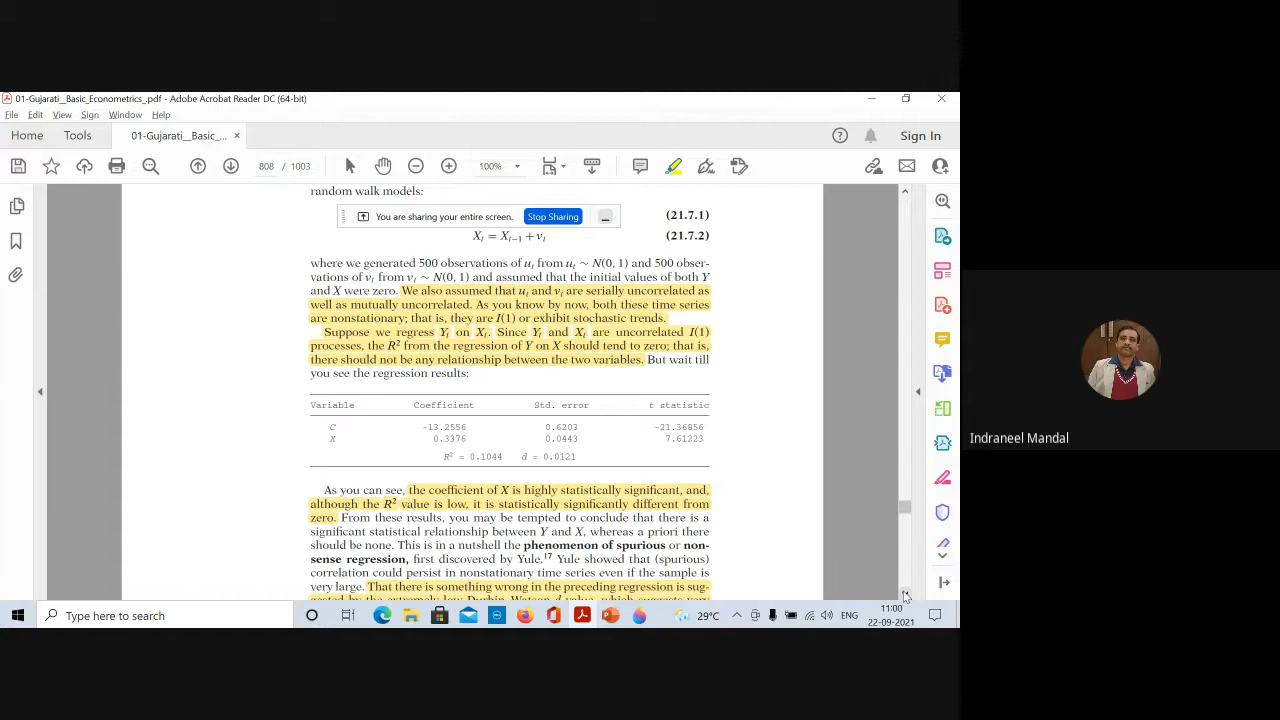 01-Gujarati__Basic_Econometrics_.pdf - Adobe Acrobat Reader DC (64-bit)
File Edit View Sign Window Help
Home Tools 01-Gujarati__Basic_... × Sign In
808 / 1003 100%
random walk models:
You are sharing your entire screen. Stop Sharing
(21.7.1)
Xt = Xt−1 + vt (21.7.2)
where we generated 500 observations of ut from ut ∼ N(0, 1) and 500 obser-
vations of vt from vt ∼ N(0, 1) and assumed that the initial values of both Y
and X were zero. We also assumed that ut and vt are serially uncorrelated as
well as mutually uncorrelated. As you know by now, both these time series
are nonstationary; that is, they are I(1) or exhibit stochastic trends.
Suppose we regress Yt on Xt. Since Yt and Xt are uncorrelated I(1)
processes, the R² from the regression of Y on X should tend to zero; that is,
there should not be any relationship between the two variables. But wait till
you see the regression results:
Variable Coefficient Std. error t statistic
C −13.2556 0.6203 −21.36856
X 0.3376 0.0443 7.61223
R² = 0.1044 d = 0.0121
As you can see, the coefficient of X is highly statistically significant, and,
although the R² value is low, it is statistically significantly different from
zero. From these results, you may be tempted to conclude that there is a
significant statistical relationship between Y and X, whereas a priori there
should be none. This is in a nutshell the phenomenon of spurious or non-
sense regression, first discovered by Yule.17 Yule showed that (spurious)
correlation could persist in nonstationary time series even if the sample is
very large. That there is something wrong in the preceding regression is sug-
gested by the extremely low Durbin Watson d value, which suggests very
Indraneel Mandal
Type here to search
29°C ENG 11:00
22-09-2021